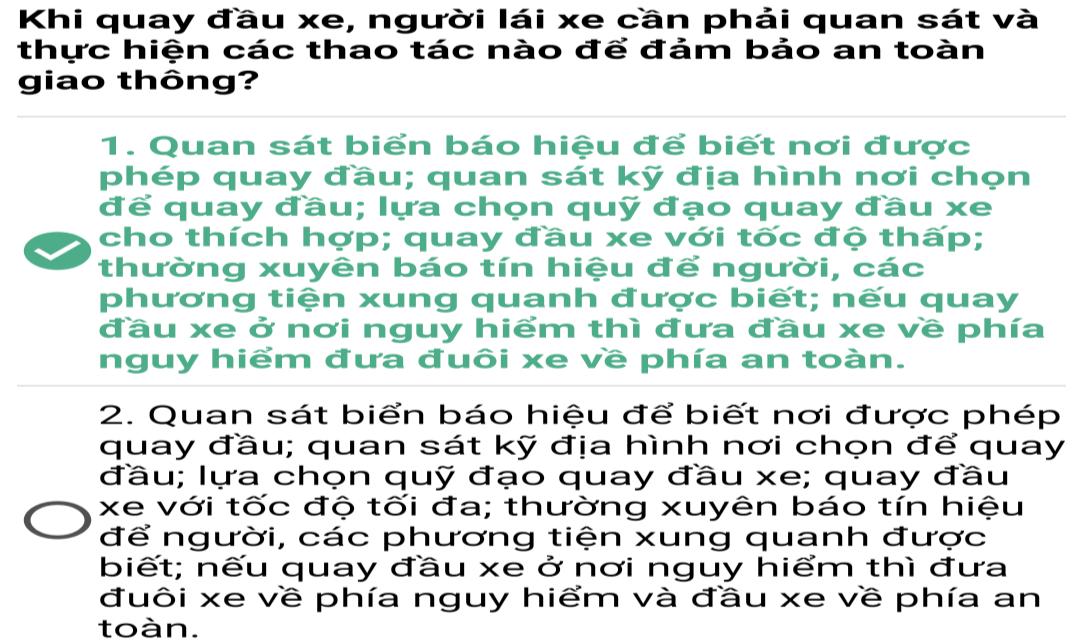 Khi quay đầu xe, người lái xe cần phải quan sát và
thực hiện các thao tác nào để đảm bảo an toàn
giao thông?
1. Quan sát biển báo hiệu để biết nơi được
phép quay đầu; quan sát kỹ địa hình nơi chọn
để quay đầu; lựa chọn quỹ đạo quay đầu xe
cho thích hợp; quay đầu xe với tốc độ thấp;
thường xuyên báo tín hiệu để người, các
phương tiện xung quanh được biết; nếu quay
đầu xe ở nơi nguy hiểm thì đưa đầu xe về phía
nguy hiểm đưa đuôi xe về phía an toàn.
2. Quan sát biển báo hiệu để biết nơi được phép
quay đầu; quan sát kỹ địa hình nơi chọn để quay
đầu; lựa chọn quỹ đạo quay đầu xe; quay đầu
xe với tốc độ tối đa; thường xuyên báo tín hiệu
để người, các phương tiện xung quanh được
biết; nếu quay đầu xe ở nơi nguy hiểm thì đưa
đuôi xe về phía nguy hiểm và đầu xe về phía an
toàn.